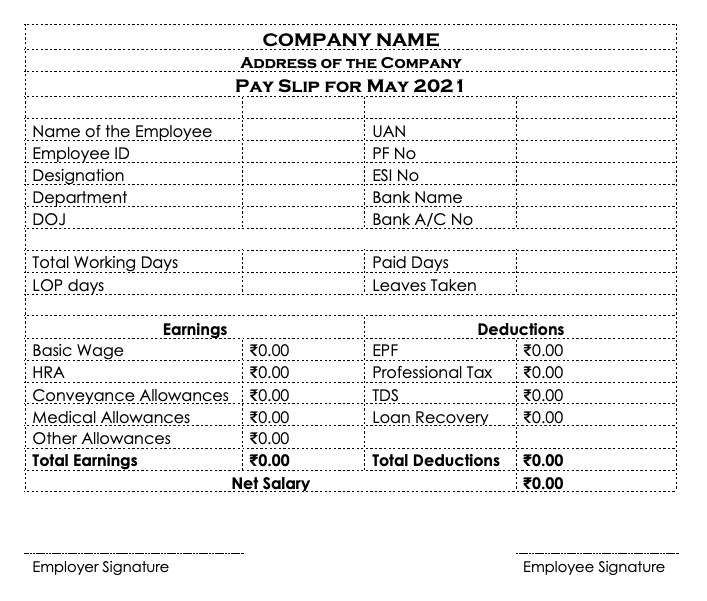 COMPANY NAME
Address of the Company
Pay Slip for May 2021
Name of the Employee UAN
Employee ID PF No
Designation ESI No
Department Bank Name
DOJ Bank A/C No
Total Working Days Paid Days
LOP days Leaves Taken
Earnings Deductions
Basic Wage ₹0.00 EPF ₹0.00
HRA ₹0.00 Professional Tax ₹0.00
Conveyance Allowances ₹0.00 TDS ₹0.00
Medical Allowances ₹0.00 Loan Recovery ₹0.00
Other Allowances ₹0.00
Total Earnings ₹0.00 Total Deductions ₹0.00
Net Salary ₹0.00
Employer Signature Employee Signature